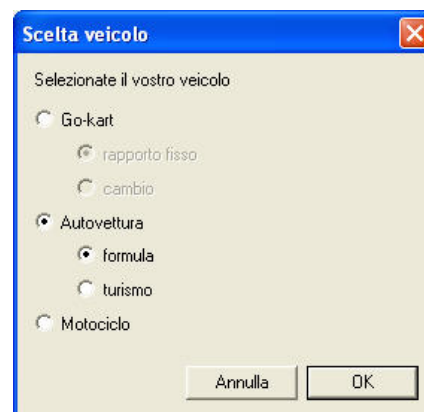 Scelta veicolo
Selezionate il vostro veicolo
Go-kart
rapporto fisso
cambio
Autovettura
formula
turismo
Motociclo
Annulla OK